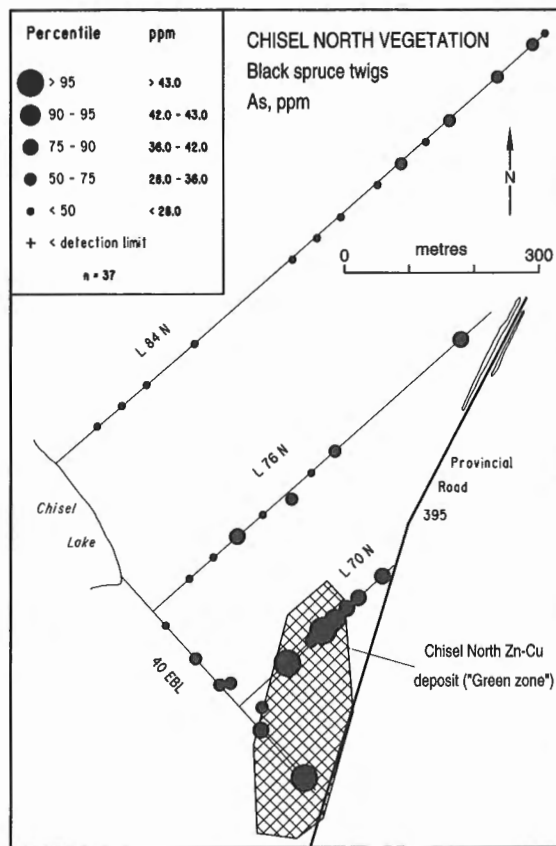 Percentile ppm
> 95 > 43.0
90 - 95 42.0 - 43.0
75 - 90 36.0 - 42.0
50 - 75 28.0 - 36.0
< 50 < 28.0
+ < detection limit
n = 37
CHISEL NORTH VEGETATION
Black spruce twigs
As, ppm
N
0 metres 300
L 84 N
L 76 N
Chisel
Lake
Provincial
Road
395
L 70 N
40 EBL
Chisel North Zn-Cu
deposit ("Green zone")